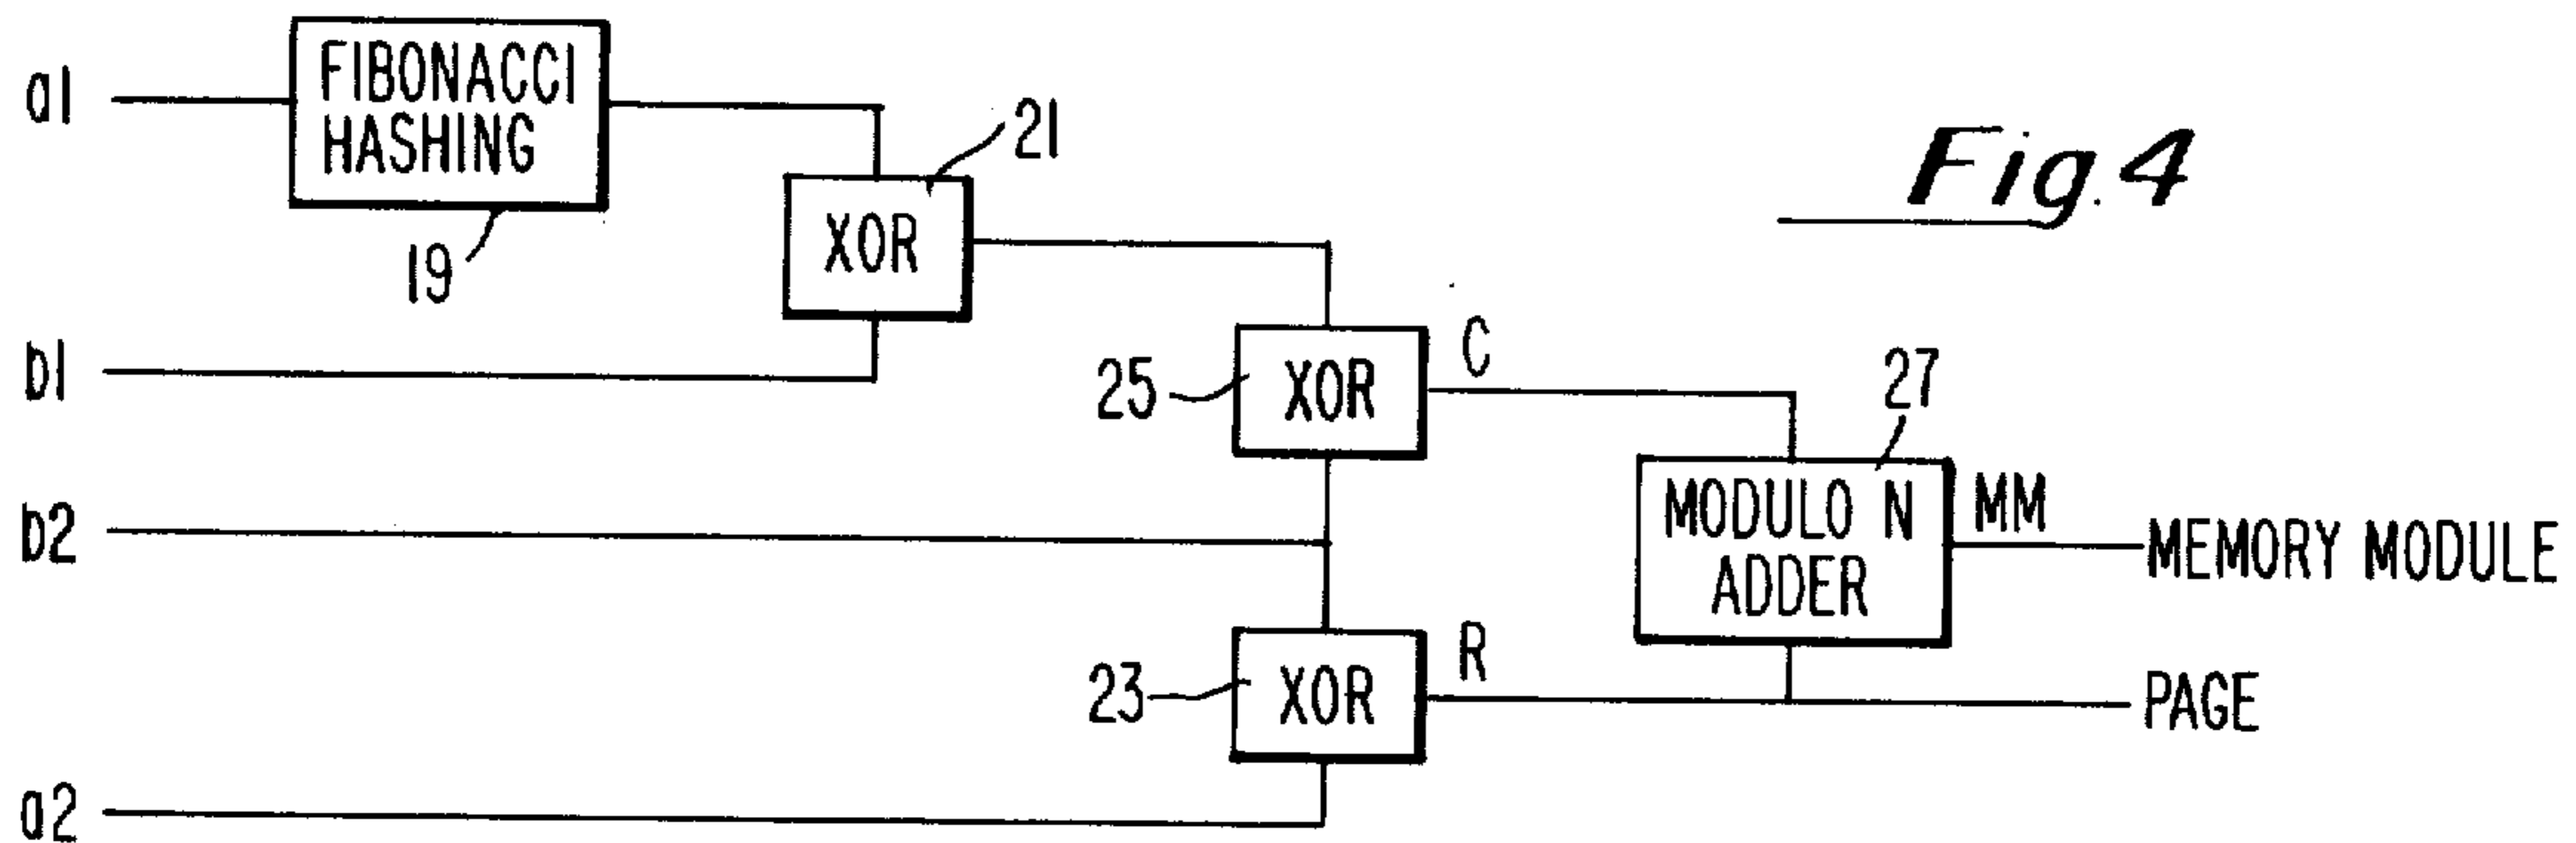 a1
FIBONACCI
HASHING
19
21
XOR
Fig. 4
b1
25
XOR
C
27
MODULO N
ADDER
MM
MEMORY MODULE
b2
23
XOR
R
PAGE
a2